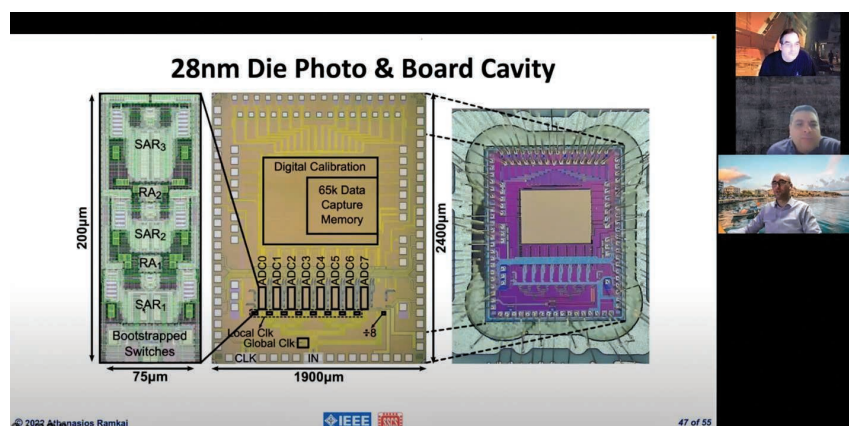 28nm Die Photo & Board Cavity
200μm
SAR3
RA2
SAR2
RA1
SAR1
Bootstrapped
Switches
75μm
Digital Calibration
65k Data
Capture
Memory
ADC0
ADC1
ADC2
ADC3
ADC4
ADC5
ADC6
ADC7
Local Clk
Global Clk
÷8
CLK
IN
1900μm
2400μm
© 2022 Athanasios Ramkaj
IEEE
SSCS
47 of 55